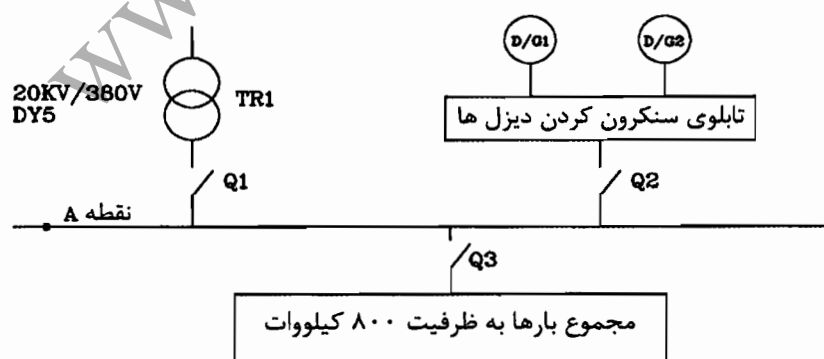 WWW
D/G1 D/G2
20KV/380V
DY5
TR1
تابلوی سنکرون کردن دیزل ها
Q1
Q2
نقطه A
Q3
مجموع بارها به ظرفیت ۸۰۰ کیلووات